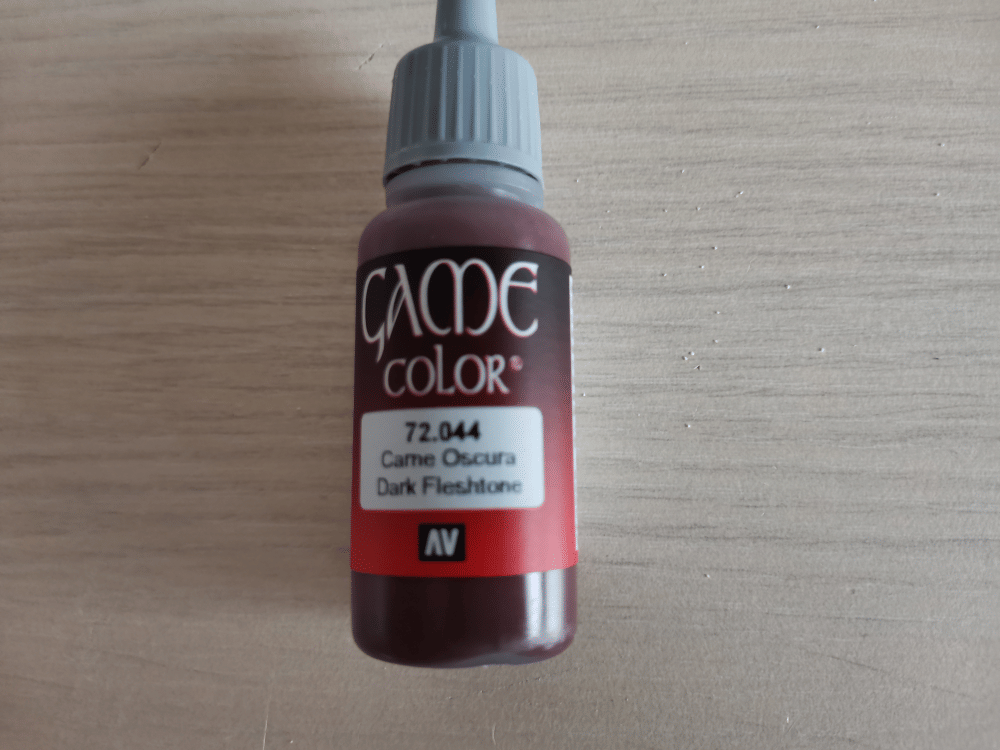 GAME
COLOR®
72.044
Carne Oscura
Dark Fleshtone
AV